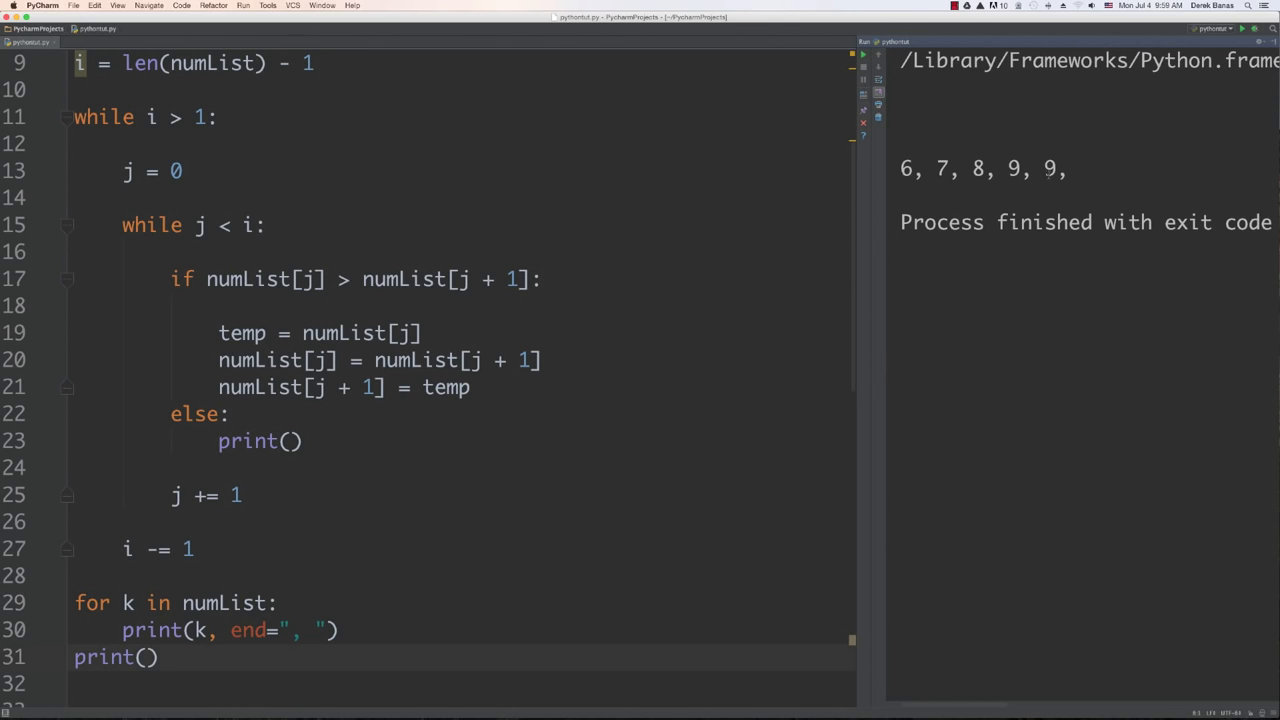 PyCharm File Edit View Navigate Code Refactor Run Tools VCS Window Help 10 Mon Jul 4 9:59 AM Derek Banas
pythontut.py - PycharmProjects - [~/PycharmProjects]
PycharmProjects pythontut.py pythontut
pythontut.py Run: pythontut
9 i = len(numList) - 1
10
11 while i > 1:
12
13 j = 0
14
15 while j < i:
16
17 if numList[j] > numList[j + 1]:
18
19 temp = numList[j]
20 numList[j] = numList[j + 1]
21 numList[j + 1] = temp
22 else:
23 print()
24
25 j += 1
26
27 i -= 1
28
29 for k in numList:
30 print(k, end=", ")
31 print()
32
/Library/Frameworks/Python.frame
6, 7, 8, 9, 9,
Process finished with exit code
LF UTF-8